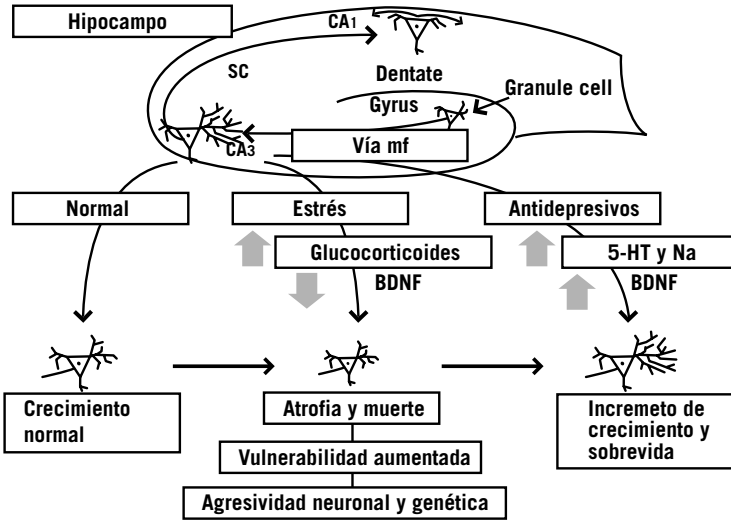 Hipocampo
CA1
SC
Dentate
Gyrus
Granule cell
CA3
Vía mf
Normal
Estrés
Antidepresivos
Glucocorticoides
5-HT y Na
BDNF
BDNF
Crecimiento
normal
Atrofia y muerte
Incremeto de
crecimiento y
sobrevida
Vulnerabilidad aumentada
Agresividad neuronal y genética